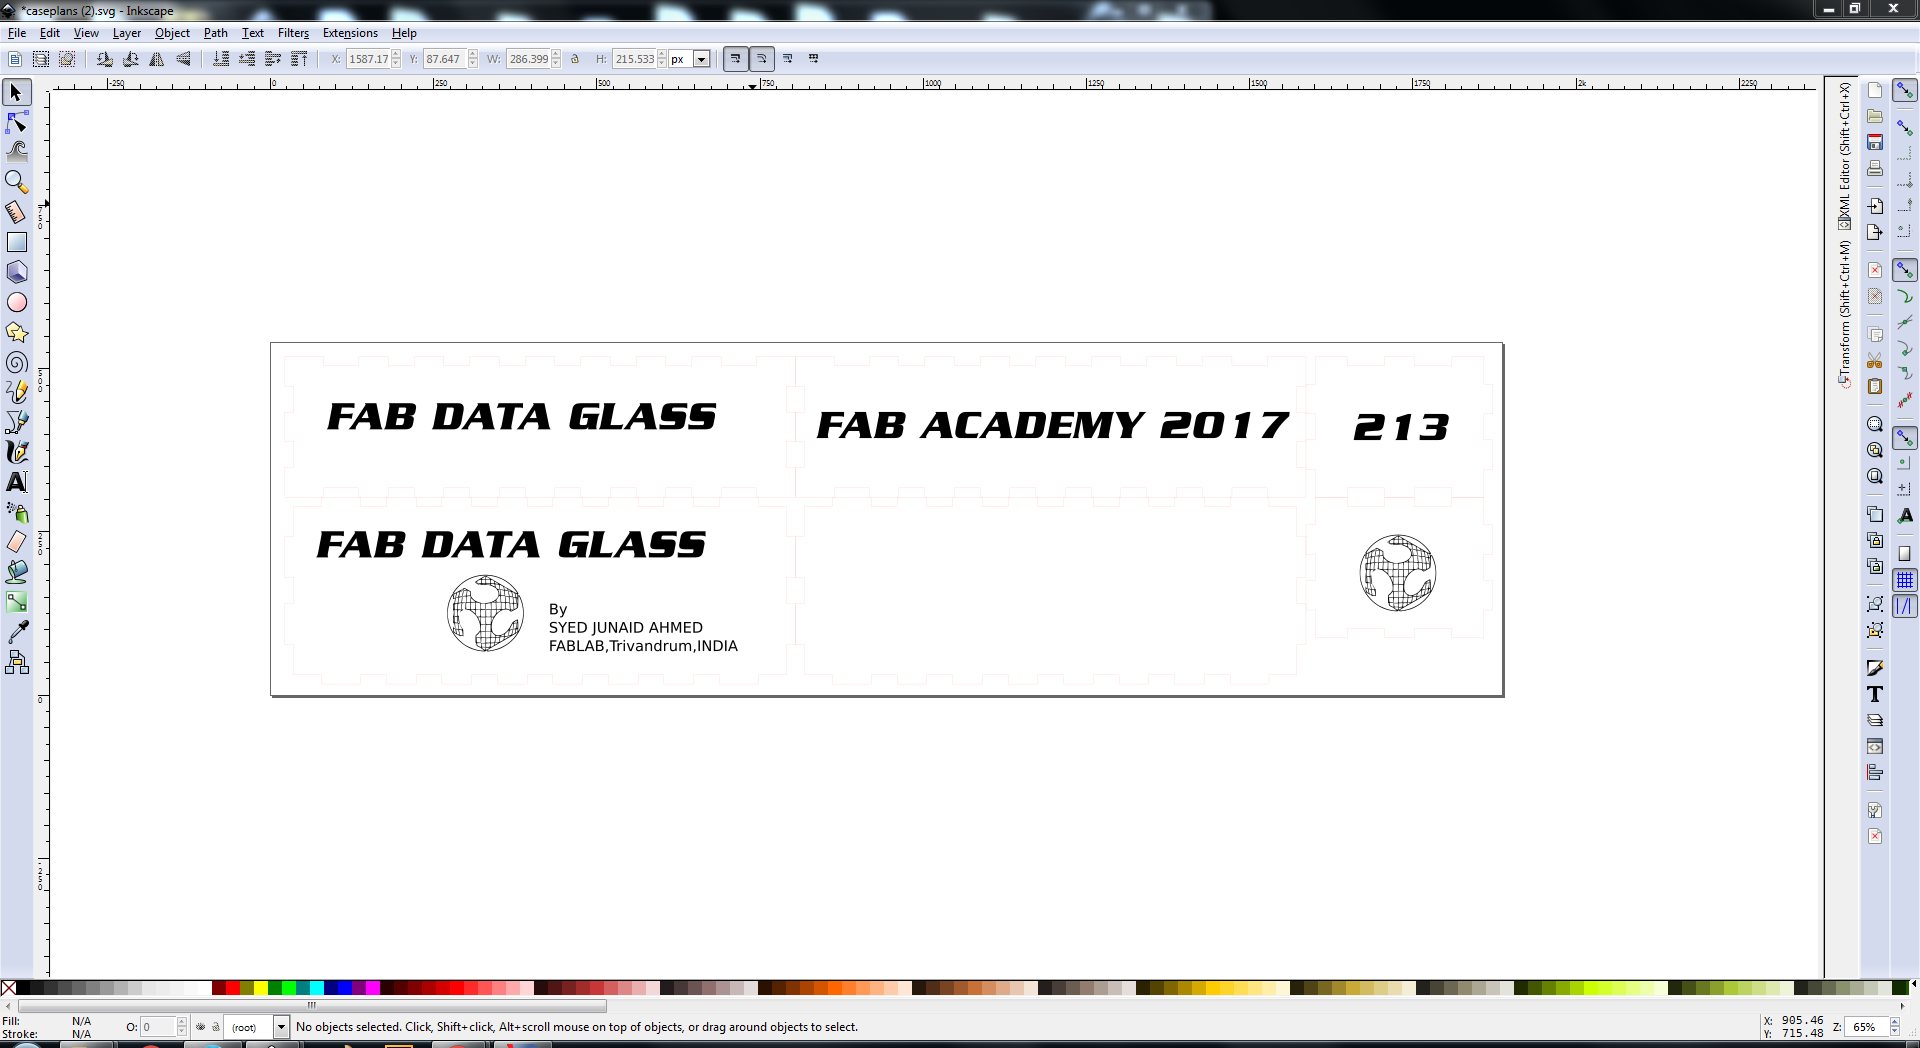 *caseplans (2).svg - Inkscape
File Edit View Layer Object Path Text Filters Extensions Help
X: 1587.17 Y: 87.647 W: 286.399 H: 215.533 px
-250 0 250 500 750 1000 1250 1500 1750 2k 2250
XML Editor (Shift+Ctrl+X)
Transform (Shift+Ctrl+M)
FAB DATA GLASS
FAB ACADEMY 2017
213
FAB DATA GLASS
By
SYED JUNAID AHMED
FABLAB,Trivandrum,INDIA
Fill: N/A
Stroke: N/A
O: 0
(root)
No objects selected. Click, Shift+click, Alt+scroll mouse on top of objects, or drag around objects to select.
X: 905.46
Y: 715.48
Z: 65%